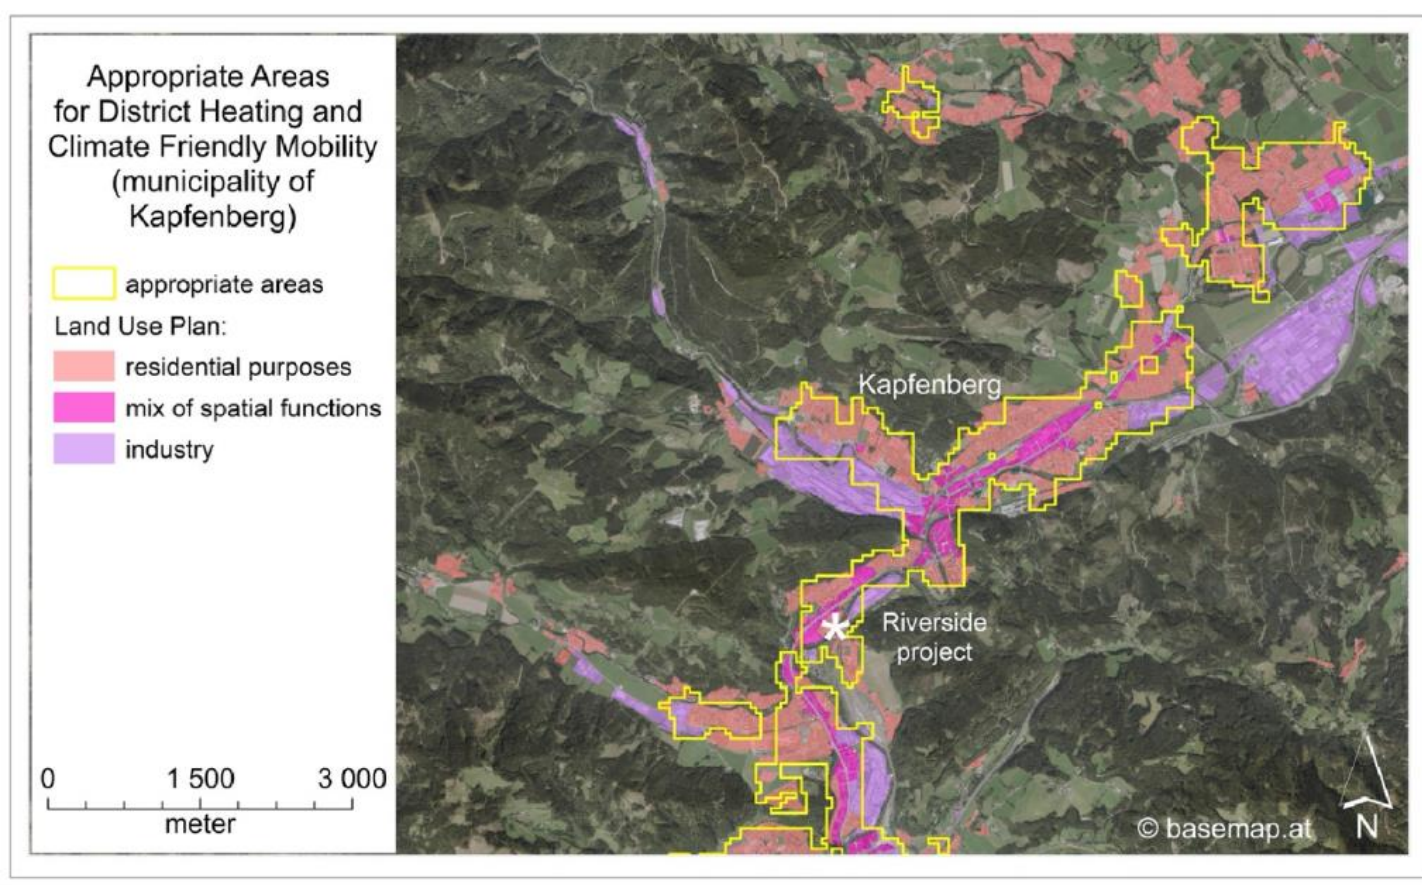 Appropriate Areas
for District Heating and
Climate Friendly Mobility
(municipality of
Kapfenberg)
appropriate areas
Land Use Plan:
residential purposes
mix of spatial functions
industry
0 1 500 3 000
meter
Kapfenberg
Riverside
project
© basemap.at
N